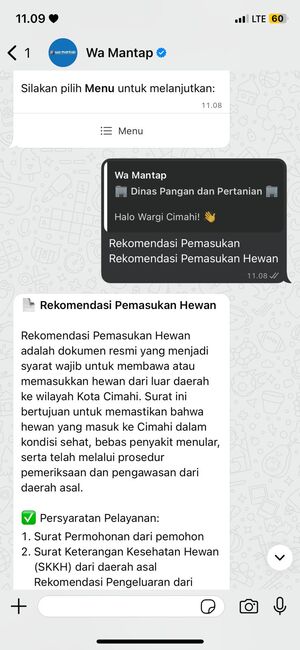 11.09
LTE 60
1
WA MANTAP
Wa Mantap
Silakan pilih Menu untuk melanjutkan:
11.08
Menu
Wa Mantap
🏢 Dinas Pangan dan Pertanian 🏢
Halo Wargi Cimahi! 👋
Rekomendasi Pemasukan
Rekomendasi Pemasukan Hewan
11.08
Rekomendasi Pemasukan Hewan
Rekomendasi Pemasukan Hewan
adalah dokumen resmi yang menjadi
syarat wajib untuk membawa atau
memasukkan hewan dari luar daerah
ke wilayah Kota Cimahi. Surat ini
bertujuan untuk memastikan bahwa
hewan yang masuk ke Cimahi dalam
kondisi sehat, bebas penyakit menular,
serta telah melalui prosedur
pemeriksaan dan pengawasan dari
daerah asal.
✅ Persyaratan Pelayanan:
1. Surat Permohonan dari pemohon
2. Surat Keterangan Kesehatan Hewan
(SKKH) dari daerah asal
Rekomendasi Pengeluaran dari